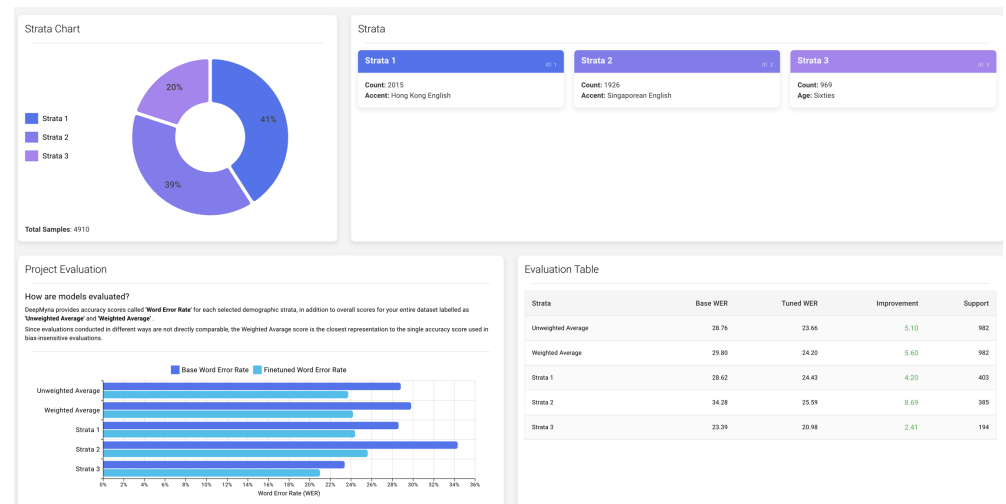 Strata Chart
20%
41%
39%
Strata 1
Strata 2
Strata 3
Total Samples: 4910
Strata
Strata 1
ID: 1
Count: 2015
Accent: Hong Kong English
Strata 2
ID: 2
Count: 1926
Accent: Singaporean English
Strata 3
ID: 3
Count: 969
Age: Sixties
Project Evaluation
How are models evaluated?
DeepMyna provides accuracy scores called 'Word Error Rate' for each selected demographic strata, in addition to overall scores for your entire dataset labelled as
'Unweighted Average' and 'Weighted Average'.
Since evaluations conducted in different ways are not directly comparable, the Weighted Avarage score is the closest representation to the single accuracy score used in
bias-insensitive evaluations.
Base Word Error Rate Finetuned Word Error Rate
Unweighted Average
Weighted Average
Strata 1
Strata 2
Strata 3
0% 2% 4% 6% 8% 10% 12% 14% 16% 18% 20% 22% 24% 26% 28% 30% 32% 34% 36%
Word Error Rate (WER)
Evaluation Table
Strata Base WER Tuned WER Improvement Support
Unweighted Average 28.76 23.66 5.10 982
Weighted Average 29.80 24.20 5.60 982
Strata 1 28.62 24.43 4.20 403
Strata 2 34.28 25.59 8.69 385
Strata 3 23.39 20.98 2.41 194